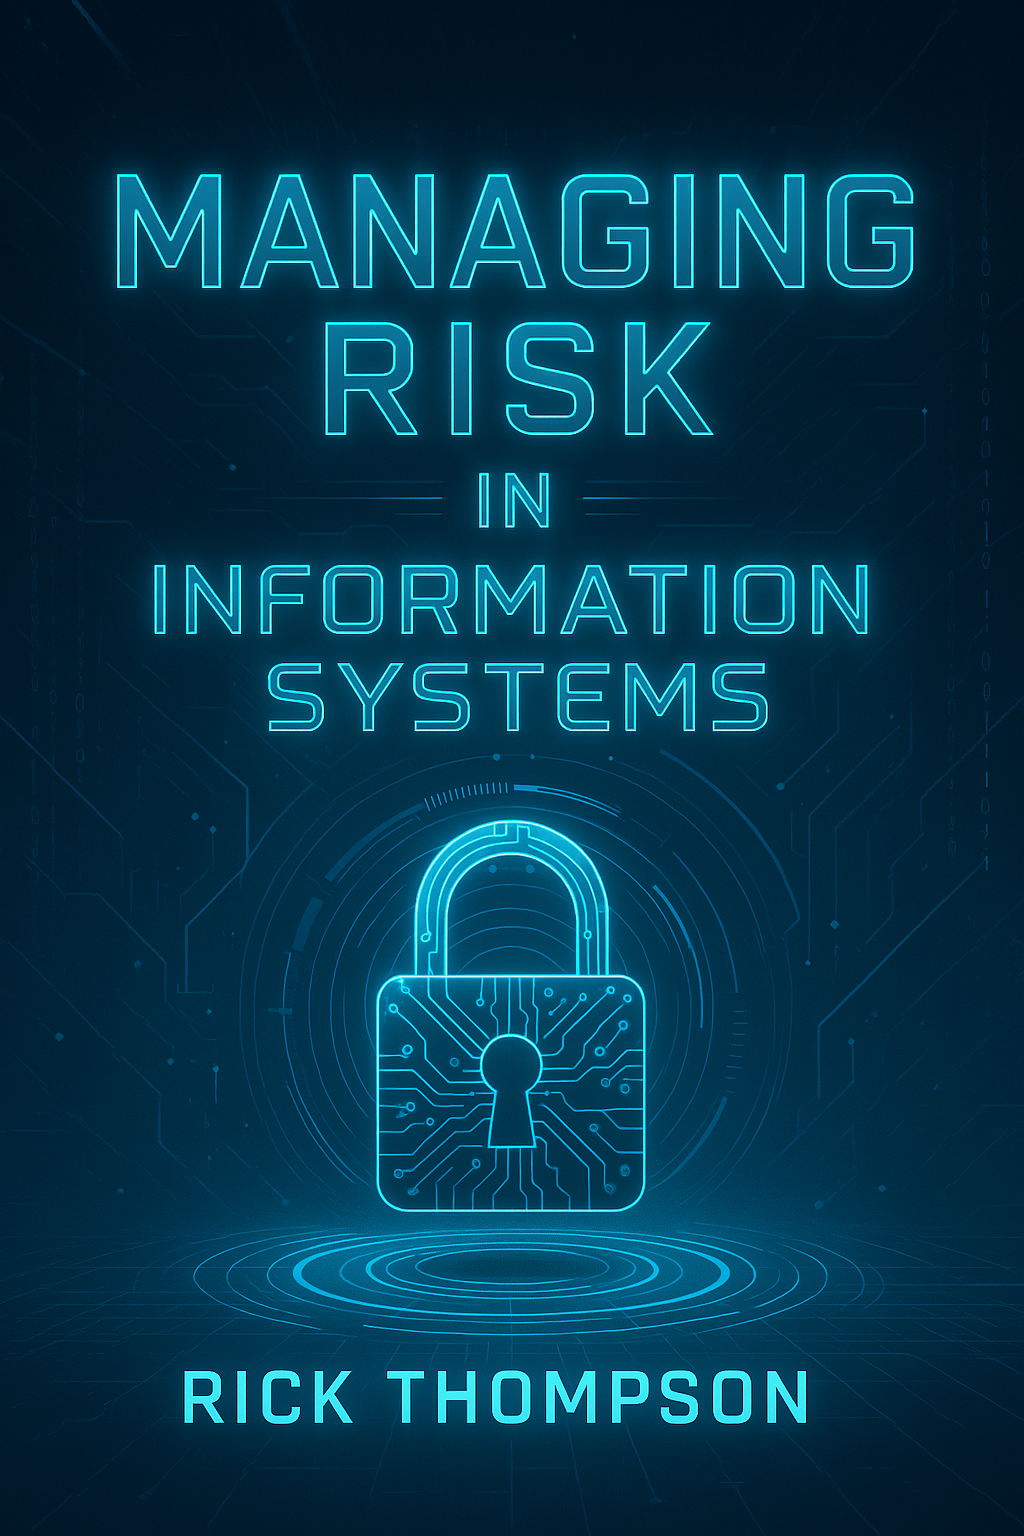 MANAGING
RISK
IN
INFORMATION
SYSTEMS
RICK THOMPSON